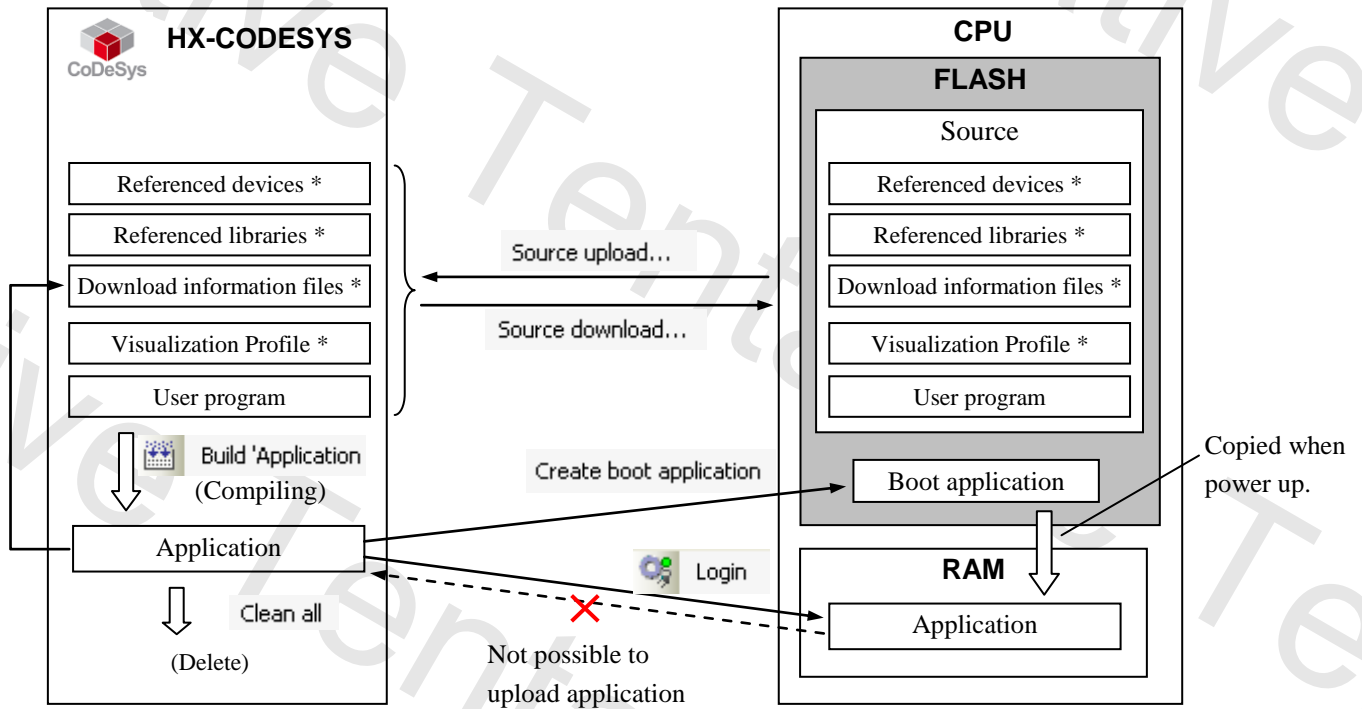 HX-CODESYS
CoDeSys
Referenced devices *
Referenced libraries *
Download information files *
Visualization Profile *
User program
Build 'Application
(Compiling)
Application
Clean all
(Delete)
Source upload...
Source download...
Create boot application
Login
Not possible to
upload application
CPU
FLASH
Source
Referenced devices *
Referenced libraries *
Download information files *
Visualization Profile *
User program
Boot application
Copied when
power up.
RAM
Application
Tentative